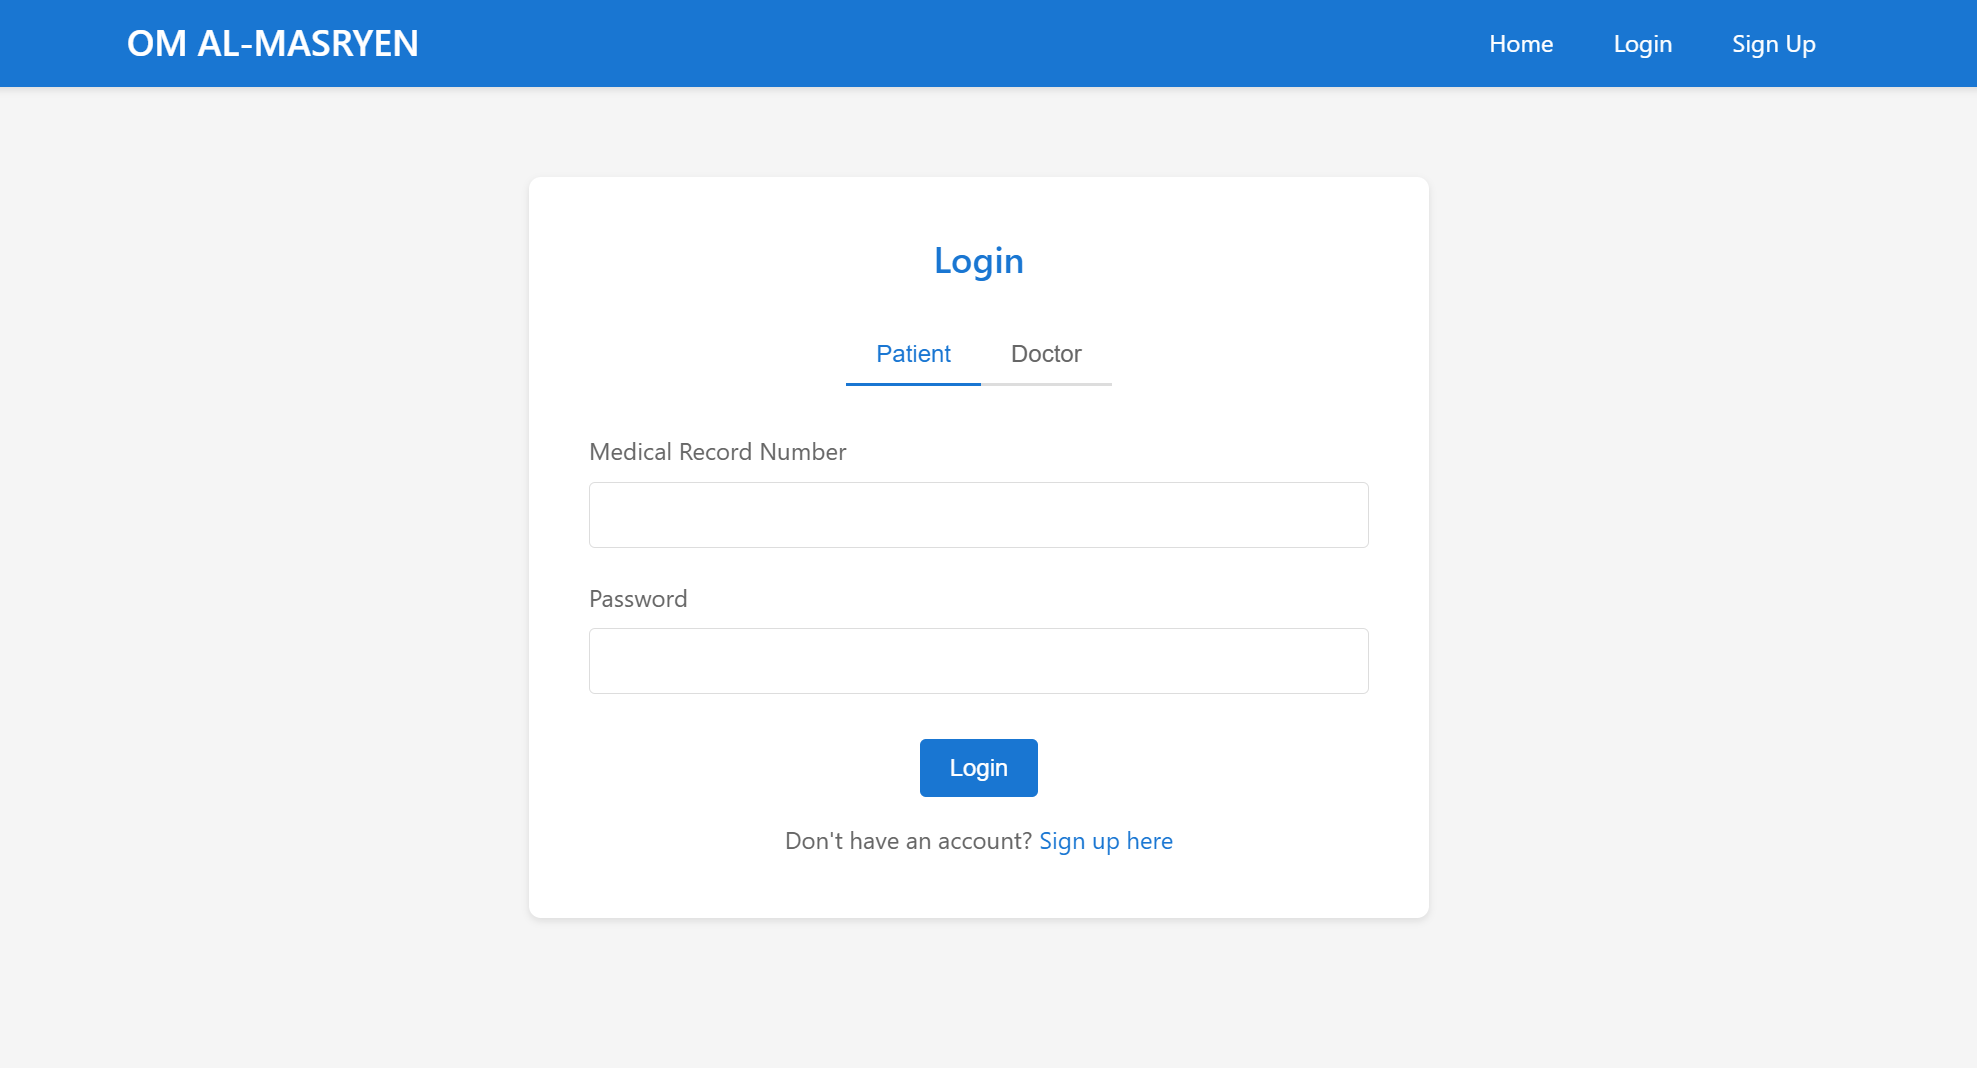 OM AL-MASRYEN
Home Login Sign Up
Login
Patient Doctor
Medical Record Number
Password
Login
Don't have an account? Sign up here